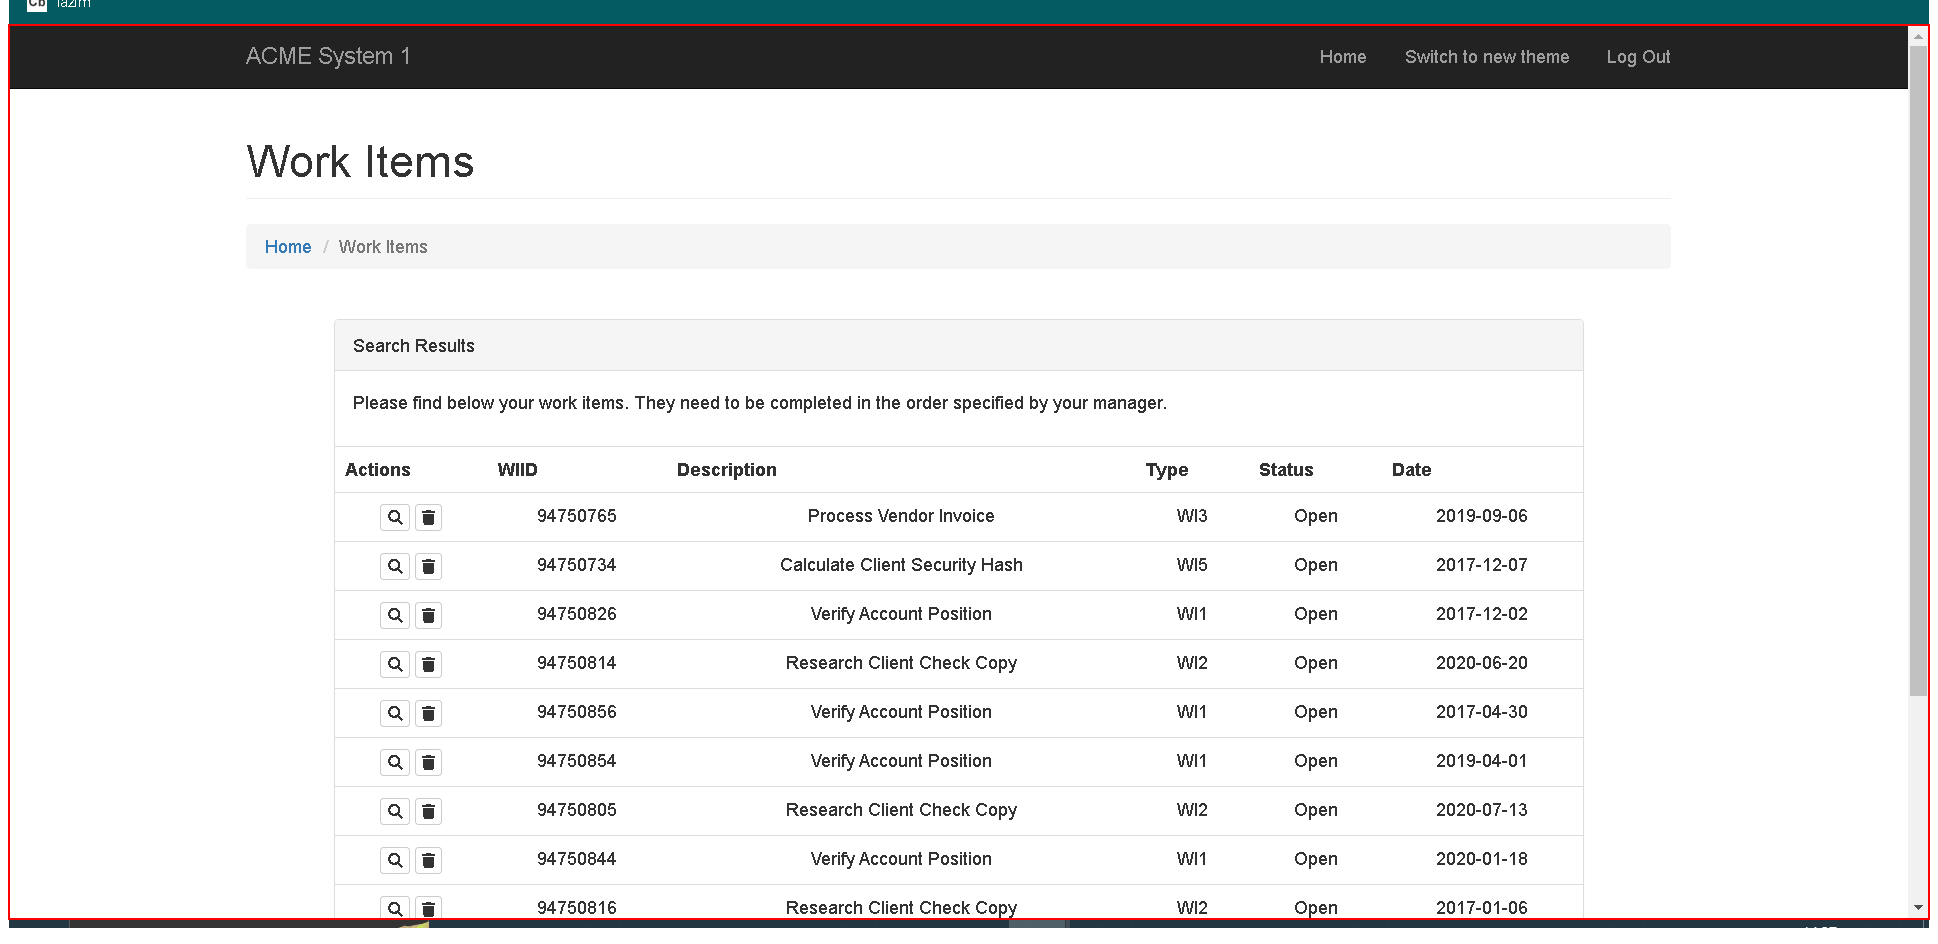 Cb Tazim
ACME System 1 Home Switch to new theme Log Out
Work Items
Home / Work Items
Search Results
Please find below your work items. They need to be completed in the order specified by your manager.
Actions WIID Description Type Status Date
94750765 Process Vendor Invoice WI3 Open 2019-09-06
94750734 Calculate Client Security Hash WI5 Open 2017-12-07
94750826 Verify Account Position WI1 Open 2017-12-02
94750814 Research Client Check Copy WI2 Open 2020-06-20
94750856 Verify Account Position WI1 Open 2017-04-30
94750854 Verify Account Position WI1 Open 2019-04-01
94750805 Research Client Check Copy WI2 Open 2020-07-13
94750844 Verify Account Position WI1 Open 2020-01-18
94750816 Research Client Check Copy WI2 Open 2017-01-06